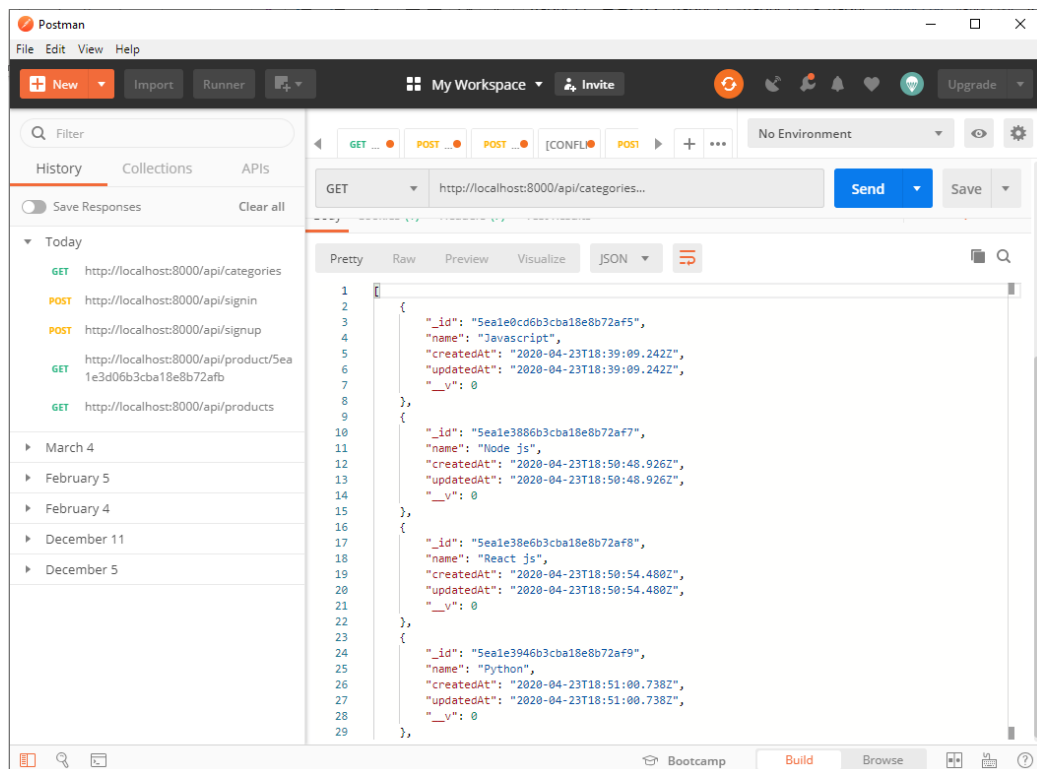 Postman
File Edit View Help
New Import Runner My Workspace Invite Upgrade
Filter
History Collections APIs
Save Responses Clear all
Today
GET http://localhost:8000/api/categories
POST http://localhost:8000/api/signin
POST http://localhost:8000/api/signup
GET http://localhost:8000/api/product/5ea
1e3d06b3cba18e8b72afb
GET http://localhost:8000/api/products
March 4
February 5
February 4
December 11
December 5
GET ... POST ... POST ... [CONFLI POST
No Environment
GET http://localhost:8000/api/categories... Send Save
Pretty Raw Preview Visualize JSON
1 [
2 {
3 "_id": "5ea1e0cd6b3cba18e8b72af5",
4 "name": "Javascript",
5 "createdAt": "2020-04-23T18:39:09.242Z",
6 "updatedAt": "2020-04-23T18:39:09.242Z",
7 "__v": 0
8 },
9 {
10 "_id": "5ea1e3886b3cba18e8b72af7",
11 "name": "Node js",
12 "createdAt": "2020-04-23T18:50:48.926Z",
13 "updatedAt": "2020-04-23T18:50:48.926Z",
14 "__v": 0
15 },
16 {
17 "_id": "5ea1e38e6b3cba18e8b72af8",
18 "name": "React js",
19 "createdAt": "2020-04-23T18:50:54.480Z",
20 "updatedAt": "2020-04-23T18:50:54.480Z",
21 "__v": 0
22 },
23 {
24 "_id": "5ea1e3946b3cba18e8b72af9",
25 "name": "Python",
26 "createdAt": "2020-04-23T18:51:00.738Z",
27 "updatedAt": "2020-04-23T18:51:00.738Z",
28 "__v": 0
29 },
Bootcamp Build Browse